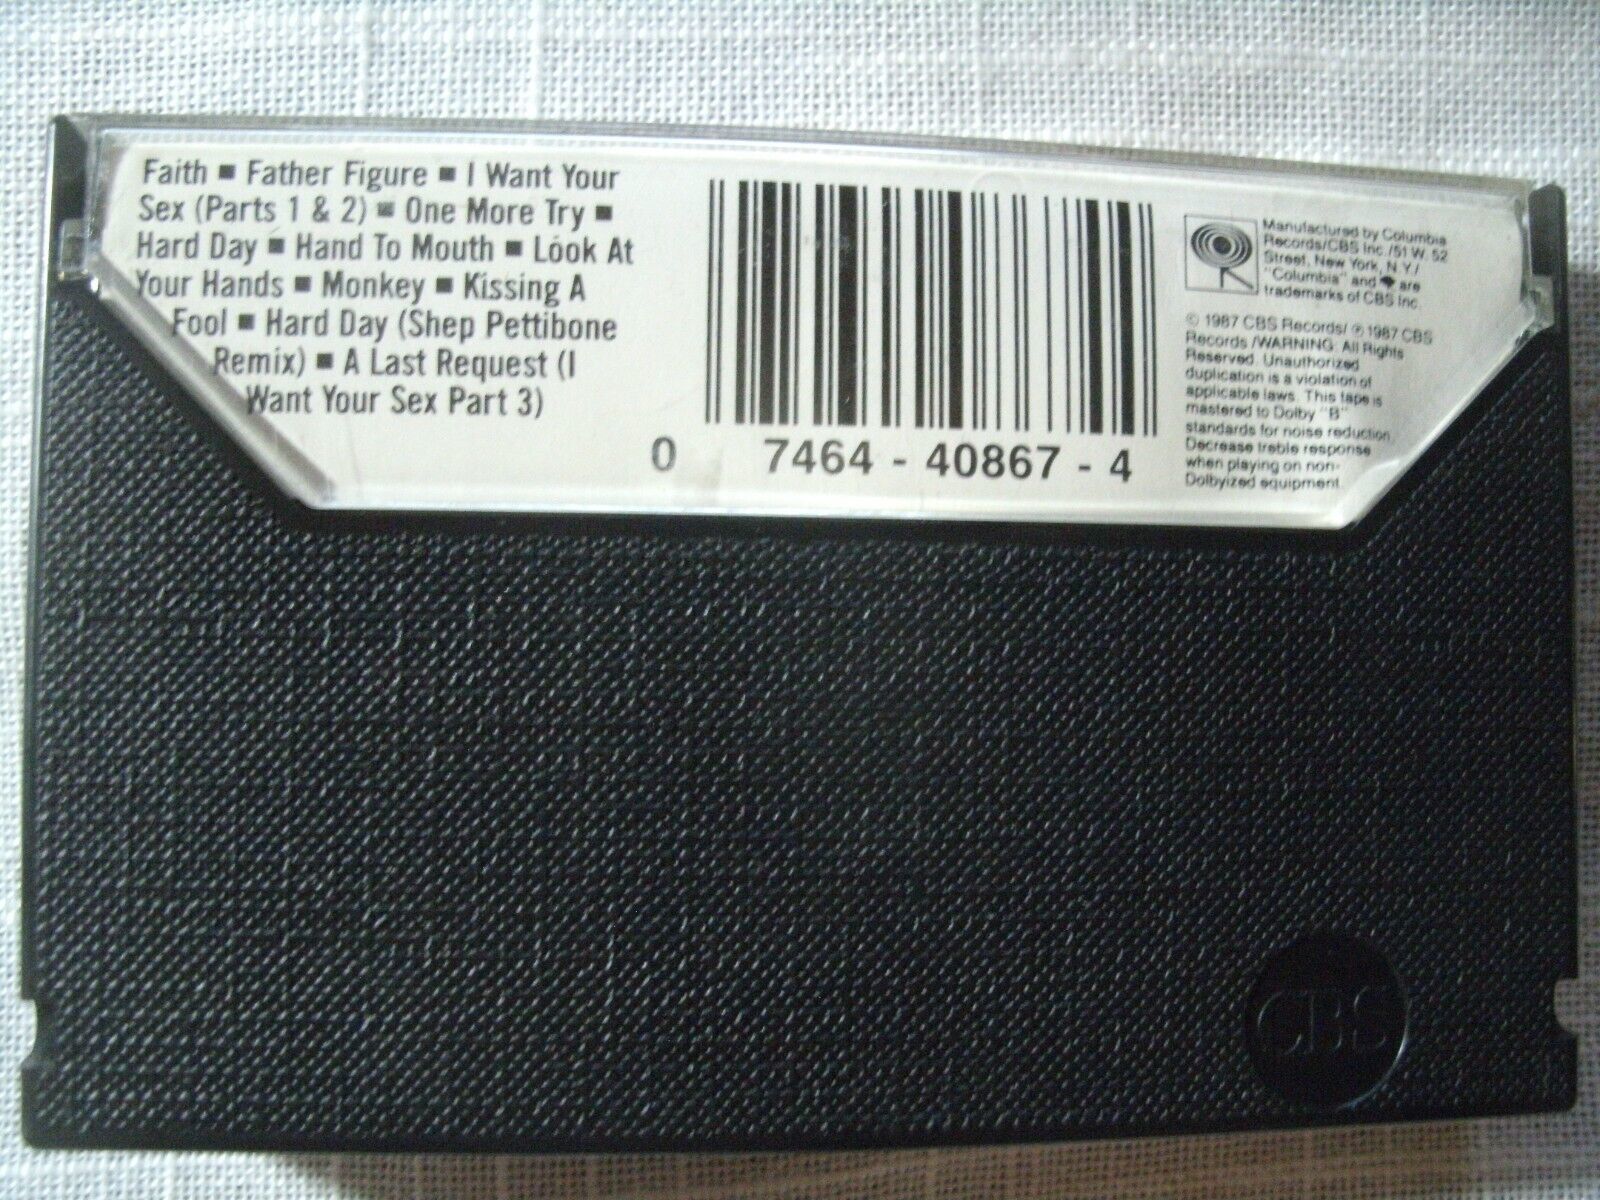 Faith ■ Father Figure ■ I Want Your
Sex (Parts 1 & 2) ■ One More Try ■
Hard Day ■ Hand To Mouth ■ Look At
Your Hands ■ Monkey ■ Kissing A
Fool ■ Hard Day (Shep Pettibone
Remix) ■ A Last Request (I
Want Your Sex Part 3)
0 7464 - 40867 - 4
Manufactured by Columbia
Records/CBS Inc./51 W. 52
Street, New York, N.Y./
"Columbia" and are
trademarks of CBS Inc.
© 1987 CBS Records/ ℗ 1987 CBS
Records /WARNING: All Rights
Reserved. Unauthorized
duplication is a violation of
applicable laws. This tape is
mastered to Dolby "B"
standards for noise reduction.
Decrease treble response
when playing on non-
Dolbyized equipment.
CBS